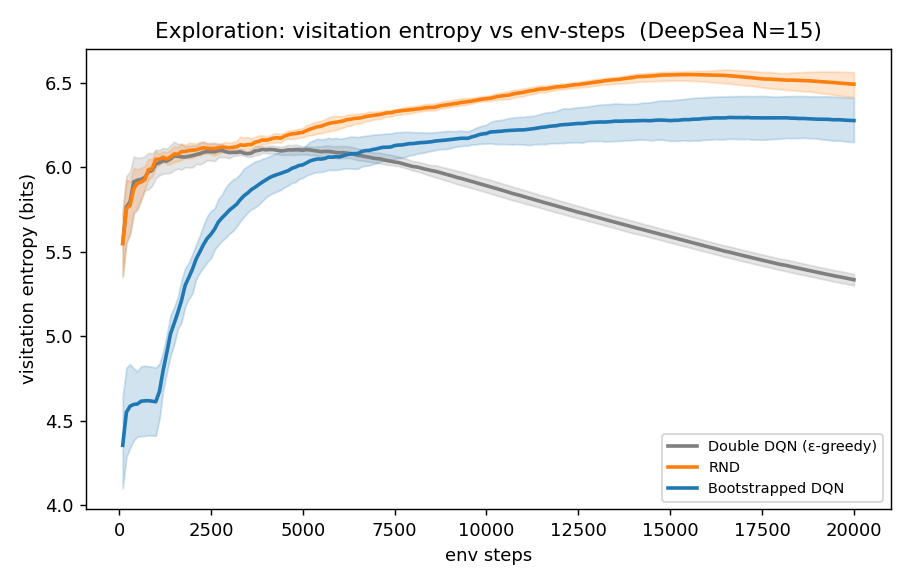 Exploration: visitation entropy vs env-steps  (DeepSea N=15)
visitation entropy (bits)
6.5
6.0
5.5
5.0
4.5
4.0
0 2500 5000 7500 10000 12500 15000 17500 20000
env steps
Double DQN (ε-greedy)
RND
Bootstrapped DQN